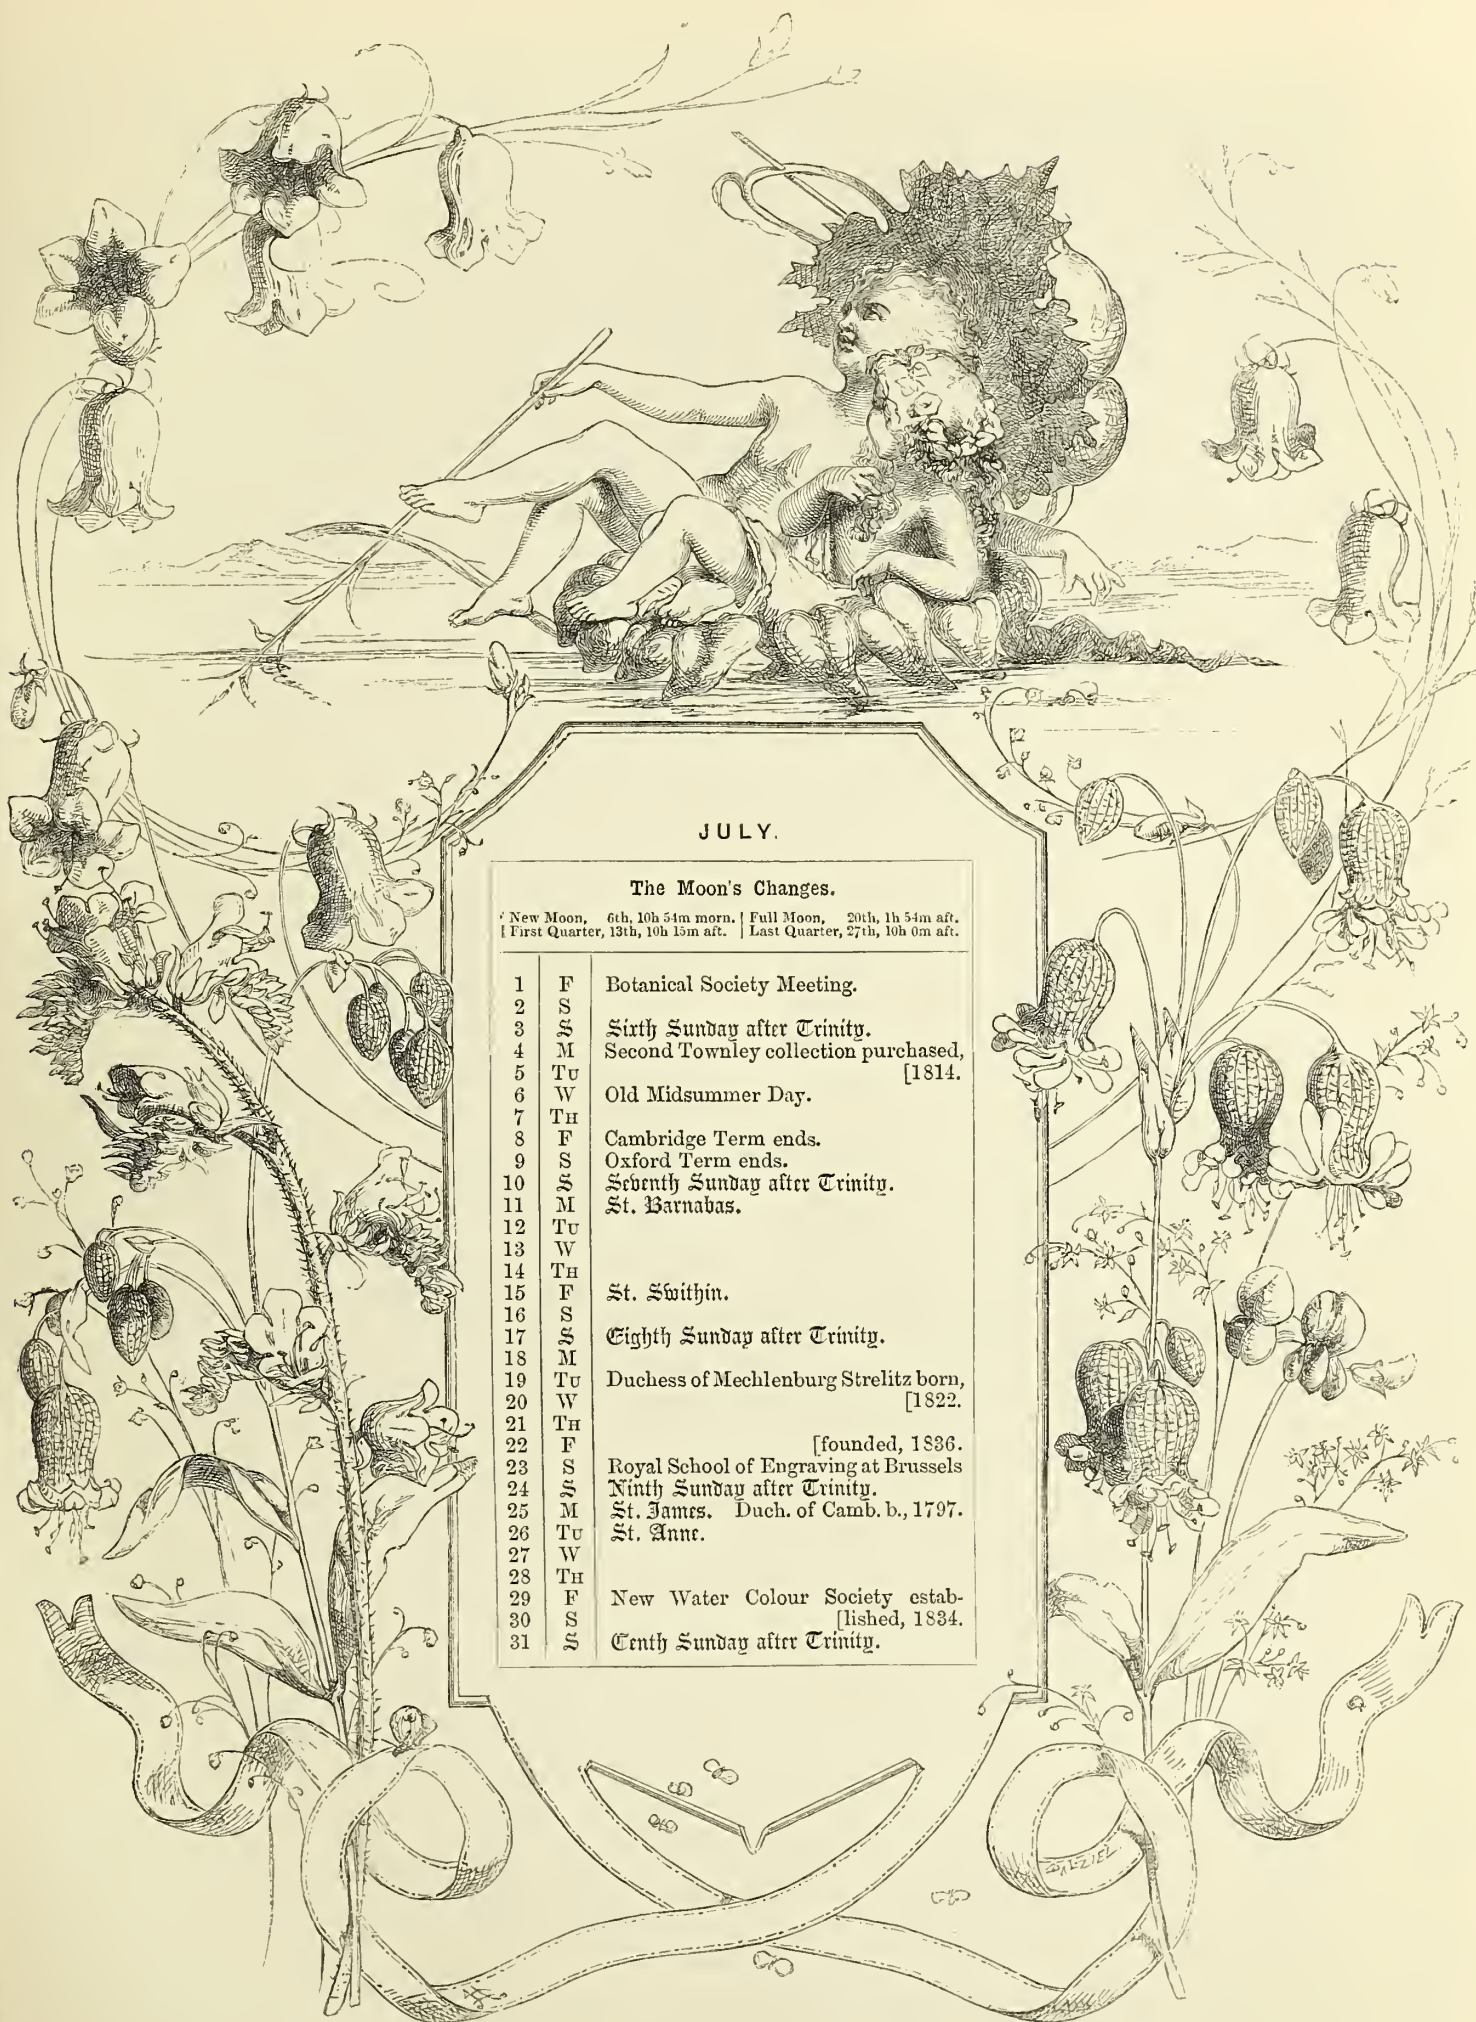 JULY.
The Moon's Changes.
New Moon, 6th, 10h 54m morn. | Full Moon, 20th, 1h 54m aft.
First Quarter, 13th, 10h 15m aft. | Last Quarter, 27th, 10h 0m aft.
1 F Botanical Society Meeting.
2 S
3 S Sixth Sunday after Trinity.
4 M Second Townley collection purchased,
5 TU [1814.
6 W Old Midsummer Day.
7 TH
8 F Cambridge Term ends.
9 S Oxford Term ends.
10 S Seventh Sunday after Trinity.
11 M St. Barnabas.
12 TU
13 W
14 TH
15 F St. Swithin.
16 S
17 S Eighth Sunday after Trinity.
18 M
19 TU Duchess of Mechlenburg Strelitz born,
20 W [1822.
21 TH
22 F [founded, 1836.
23 S Royal School of Engraving at Brussels
24 S Ninth Sunday after Trinity.
25 M St. James. Duch. of Camb. b., 1797.
26 TU St. Anne.
27 W
28 TH
29 F New Water Colour Society estab-
30 S [lished, 1834.
31 S Tenth Sunday after Trinity.
DALZIEL